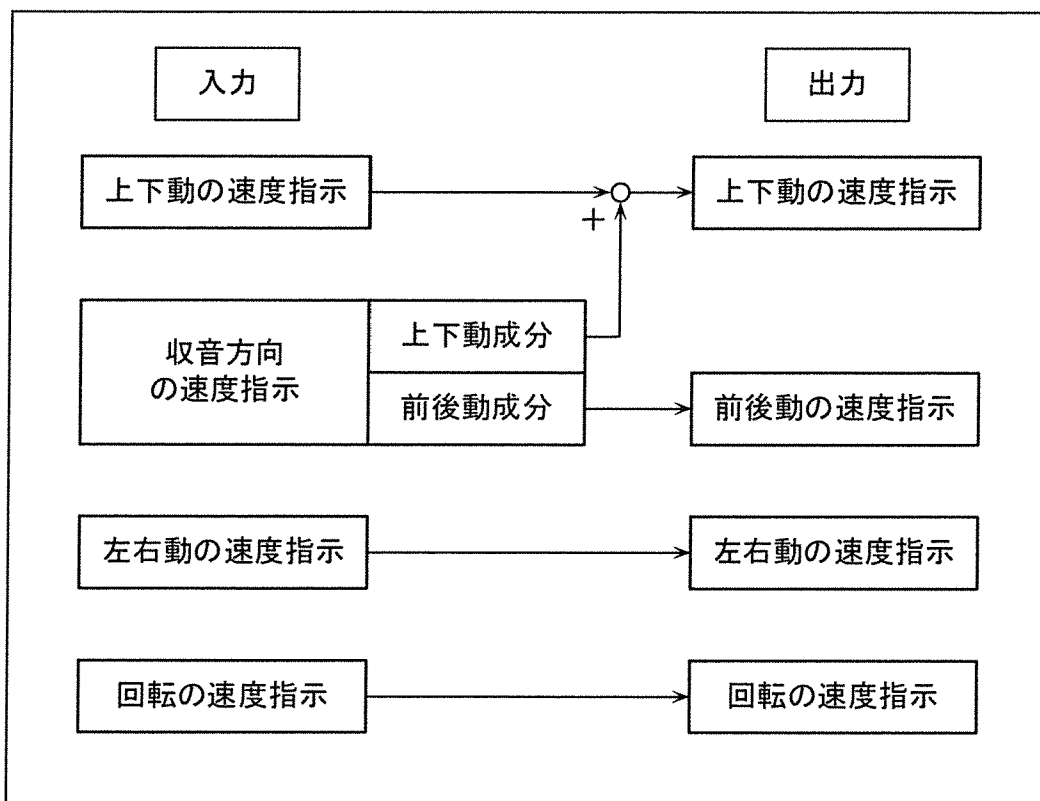 入力
出力
上下動の速度指示
上下動の速度指示
+
収音方向
の速度指示
上下動成分
前後動成分
前後動の速度指示
左右動の速度指示
左右動の速度指示
回転の速度指示
回転の速度指示